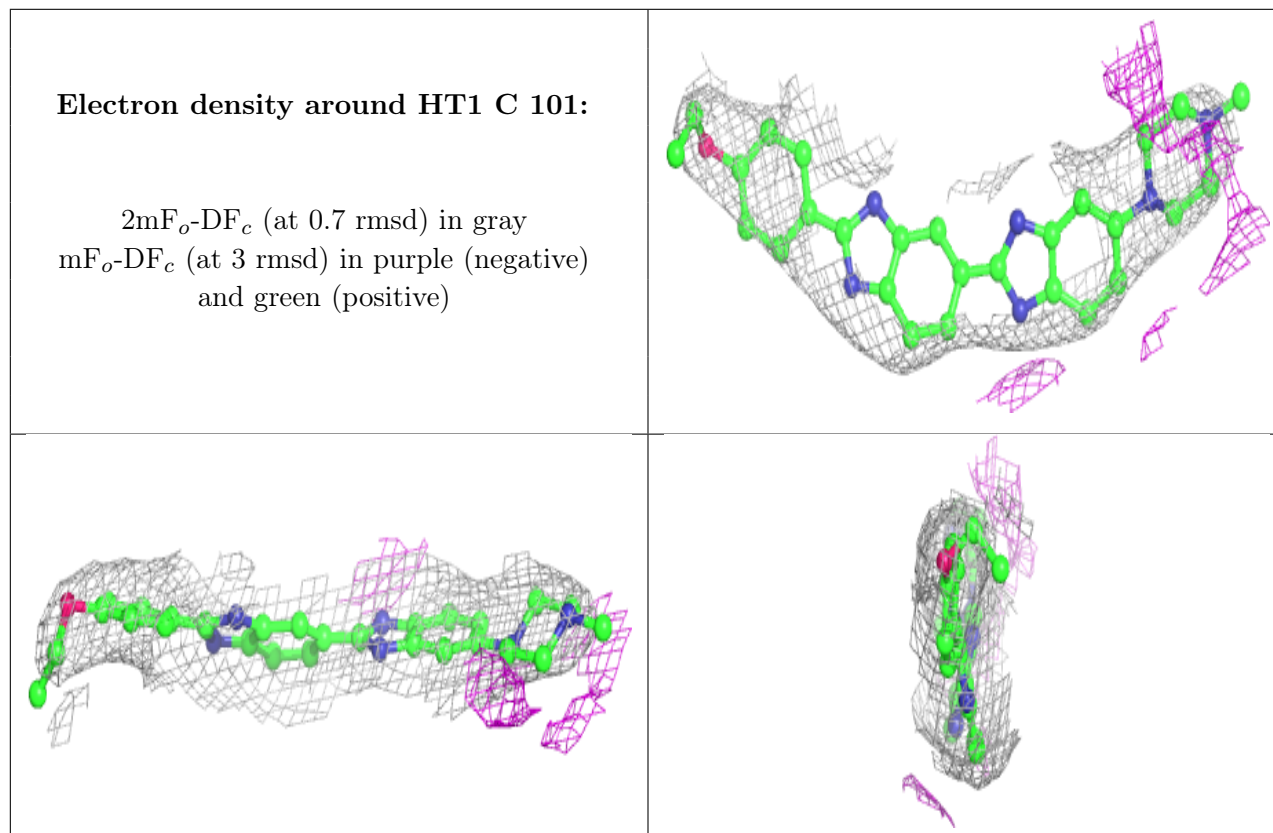 Electron density around HT1 C 101:
2mFo-DFc (at 0.7 rmsd) in gray
mFo-DFc (at 3 rmsd) in purple (negative)
and green (positive)